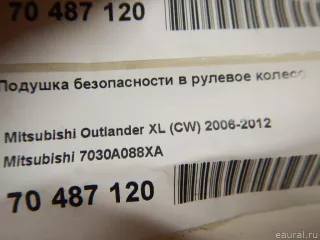 70 487 120
Подушка безопасности в рулевое колесо
Mitsubishi Outlander XL (CW) 2006-2012
Mitsubishi 7030A088XA
70 487 120
eaural.ru